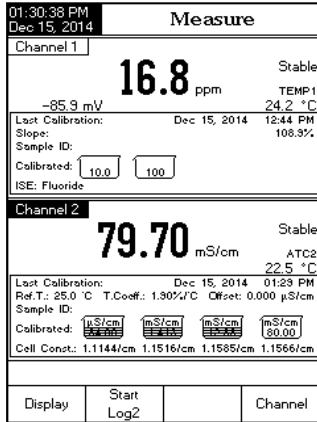 01:30:38 PM
Dec 15, 2014
Measure
Channel 1
16.8 ppm
Stable
-85.9 mV
TEMP1
24.2 °C
Last Calibration: Dec 15, 2014 12:44 PM
Slope: 108.9%
Sample ID:
Calibrated: 10.0 100
ISE: Fluoride
Channel 2
79.70 mS/cm
Stable
ATC2
22.5 °C
Last Calibration: Dec 15, 2014 01:29 PM
Ref.T.: 25.0 °C T.Coeff.: 1.90%/°C Offset: 0.000 µS/cm
Sample ID:
Calibrated: µS/cm mS/cm mS/cm mS/cm
80.00
Cell Const.: 1.1144/cm 1.1516/cm 1.1585/cm 1.1566/cm
Display
Start
Log2
Channel